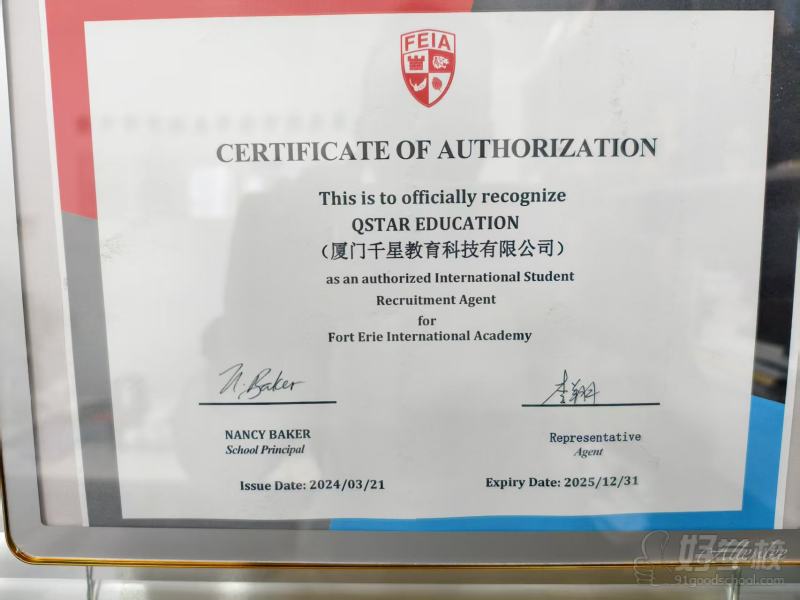 FEIA
CERTIFICATE OF AUTHORIZATION
This is to officially recognize
QSTAR EDUCATION
（厦门千星教育科技有限公司）
as an authorized International Student
Recruitment Agent
for
Fort Erie International Academy
N. Baker
李翔
NANCY BAKER
School Principal
Representative
Agent
Issue Date: 2024/03/21
Expiry Date: 2025/12/31
好学校
91goodschool.com